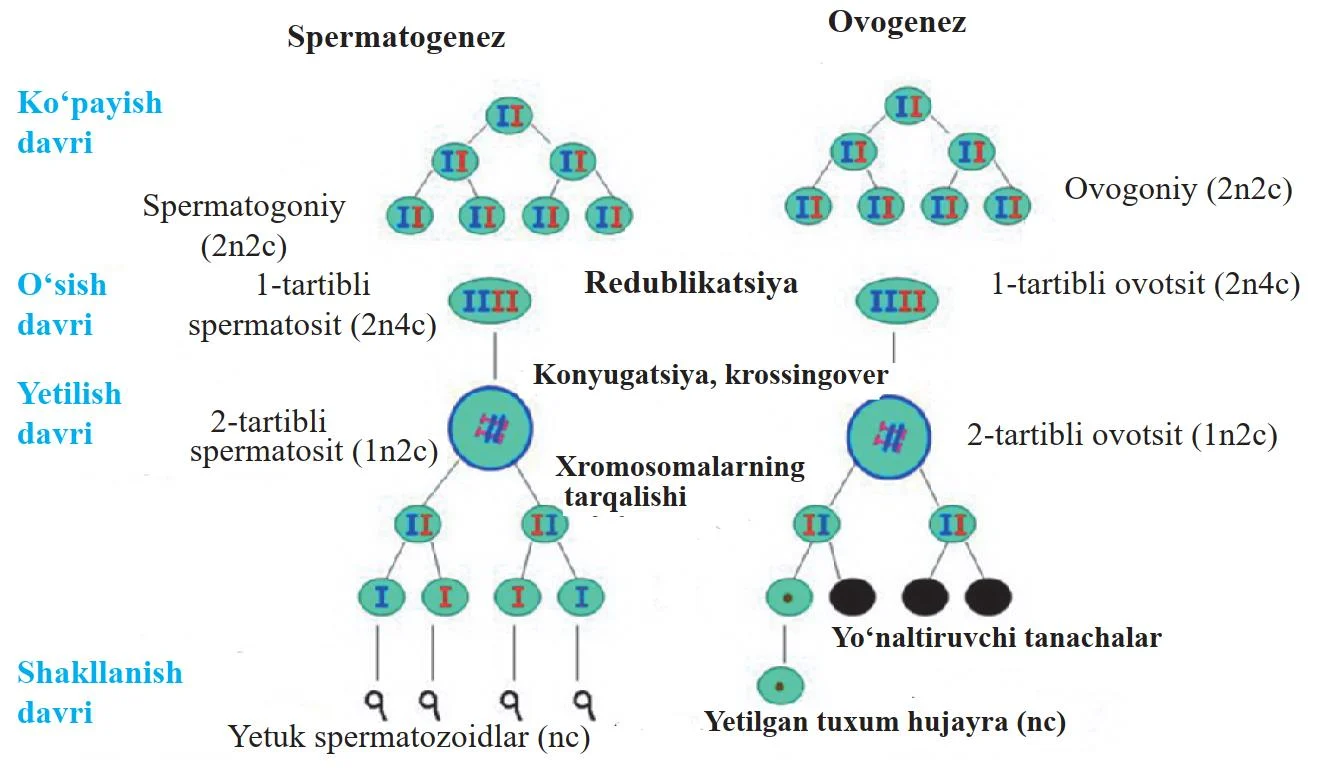 Spermatogenez
Ovogenez
Ko‘payish
davri
Spermatogoniy
(2n2c)
Ovogoniy (2n2c)
O‘sish
davri
1-tartibli
spermatosit (2n4c)
Redublikatsiya
1-tartibli ovotsit (2n4c)
Konyugatsiya, krossingover
Yetilish
davri
2-tartibli
spermatosit (1n2c)
2-tartibli ovotsit (1n2c)
Xromosomalarning
tarqalishi
Yo‘naltiruvchi tanachalar
Shakllanish
davri
Yetuk spermatozoidlar (nc)
Yetilgan tuxum hujayra (nc)